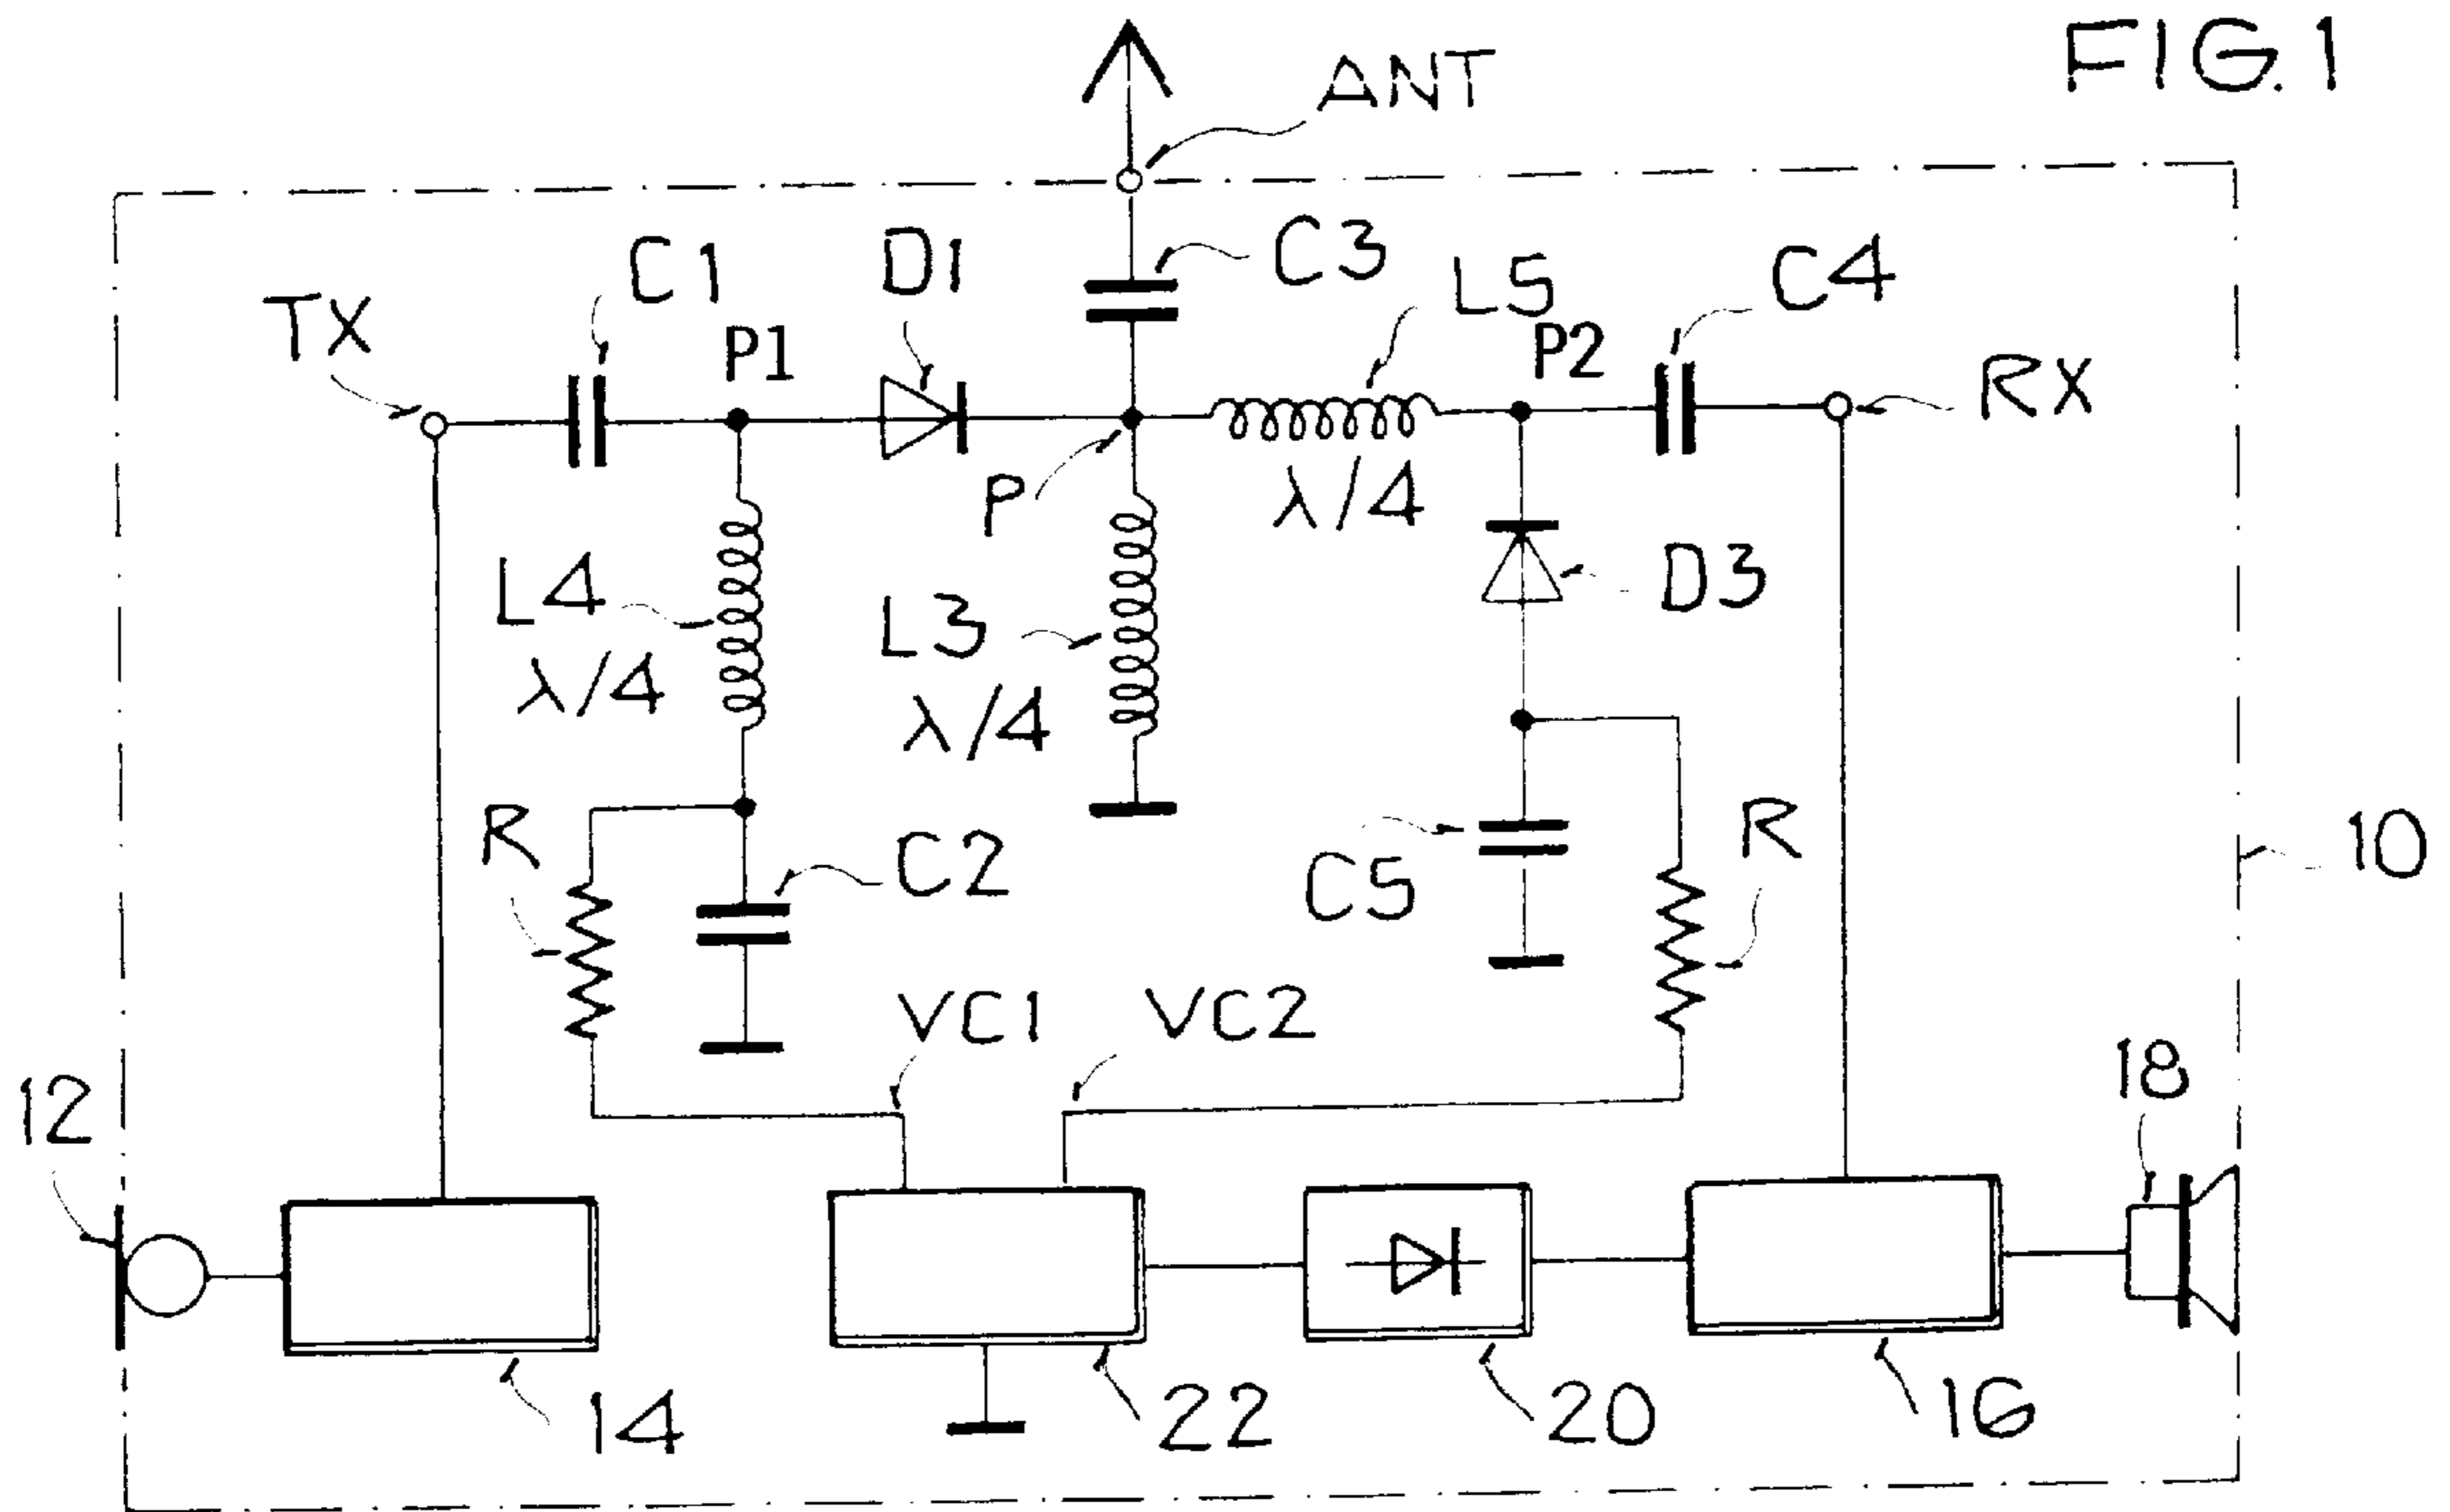 FIG. 1
ANT
C1
D1
C3
L5
C4
TX
P1
P2
RX
P
λ/4
L4
λ/4
L3
λ/4
D3
R
C2
C5
R
10
VC1
VC2
12
18
14
22
20
16